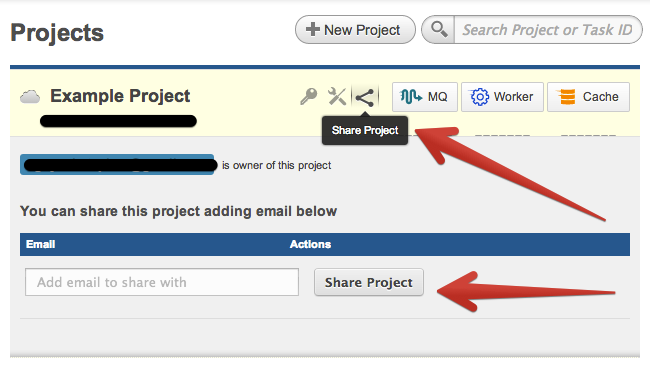 Projects
New Project
Search Project or Task ID
Example Project
MQ
Worker
Cache
Share Project
is owner of this project
You can share this project adding email below
Email Actions
Add email to share with
Share Project